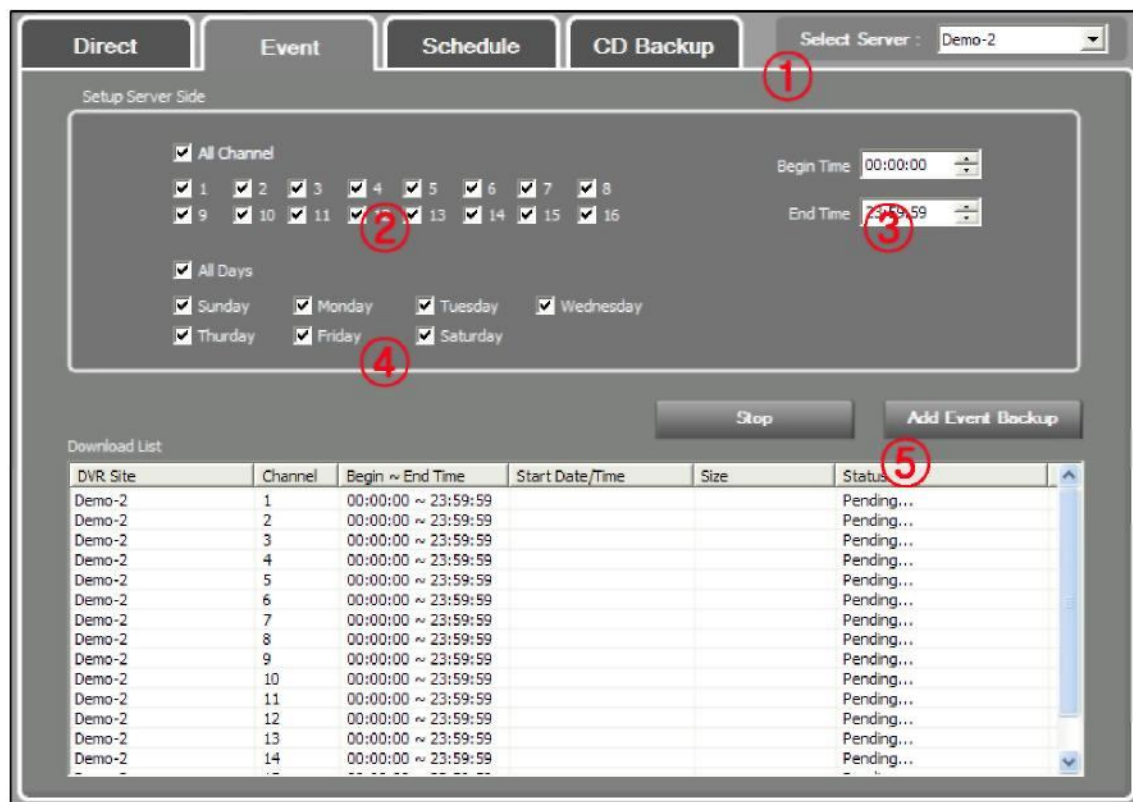 Direct Event Schedule CD Backup Select Server : Demo-2
①
Setup Server Side
All Channel
Begin Time 00:00:00
1 2 3 4 5 6 7 8
9 10 11 12 13 14 15 16
End Time 23:59:59
② ③
All Days
Sunday Monday Tuesday Wednesday
Thurday Friday Saturday
④
Stop Add Event Backup
Download List
⑤
DVR Site Channel Begin ~ End Time Start Date/Time Size Status
Demo-2 1 00:00:00 ~ 23:59:59 Pending...
Demo-2 2 00:00:00 ~ 23:59:59 Pending...
Demo-2 3 00:00:00 ~ 23:59:59 Pending...
Demo-2 4 00:00:00 ~ 23:59:59 Pending...
Demo-2 5 00:00:00 ~ 23:59:59 Pending...
Demo-2 6 00:00:00 ~ 23:59:59 Pending...
Demo-2 7 00:00:00 ~ 23:59:59 Pending...
Demo-2 8 00:00:00 ~ 23:59:59 Pending...
Demo-2 9 00:00:00 ~ 23:59:59 Pending...
Demo-2 10 00:00:00 ~ 23:59:59 Pending...
Demo-2 11 00:00:00 ~ 23:59:59 Pending...
Demo-2 12 00:00:00 ~ 23:59:59 Pending...
Demo-2 13 00:00:00 ~ 23:59:59 Pending...
Demo-2 14 00:00:00 ~ 23:59:59 Pending...